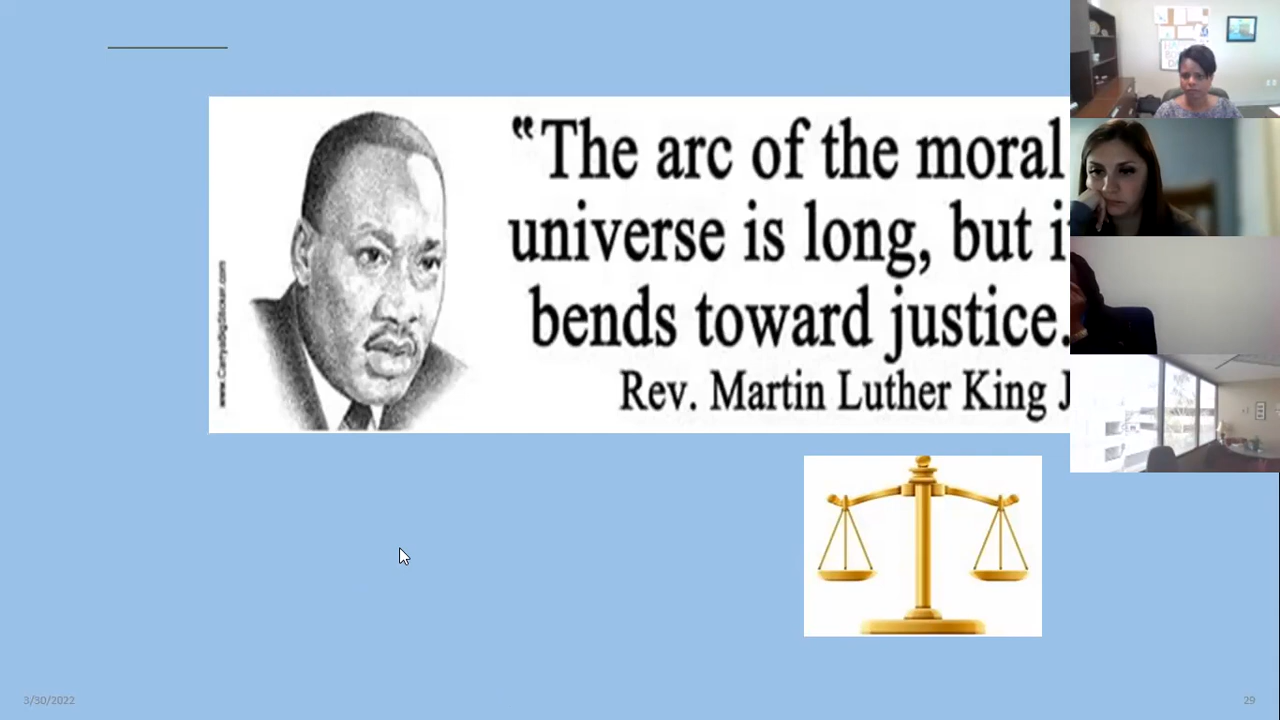 “The arc of the moral
universe is long, but i
bends toward justice.
Rev. Martin Luther King J
3/30/2022
29